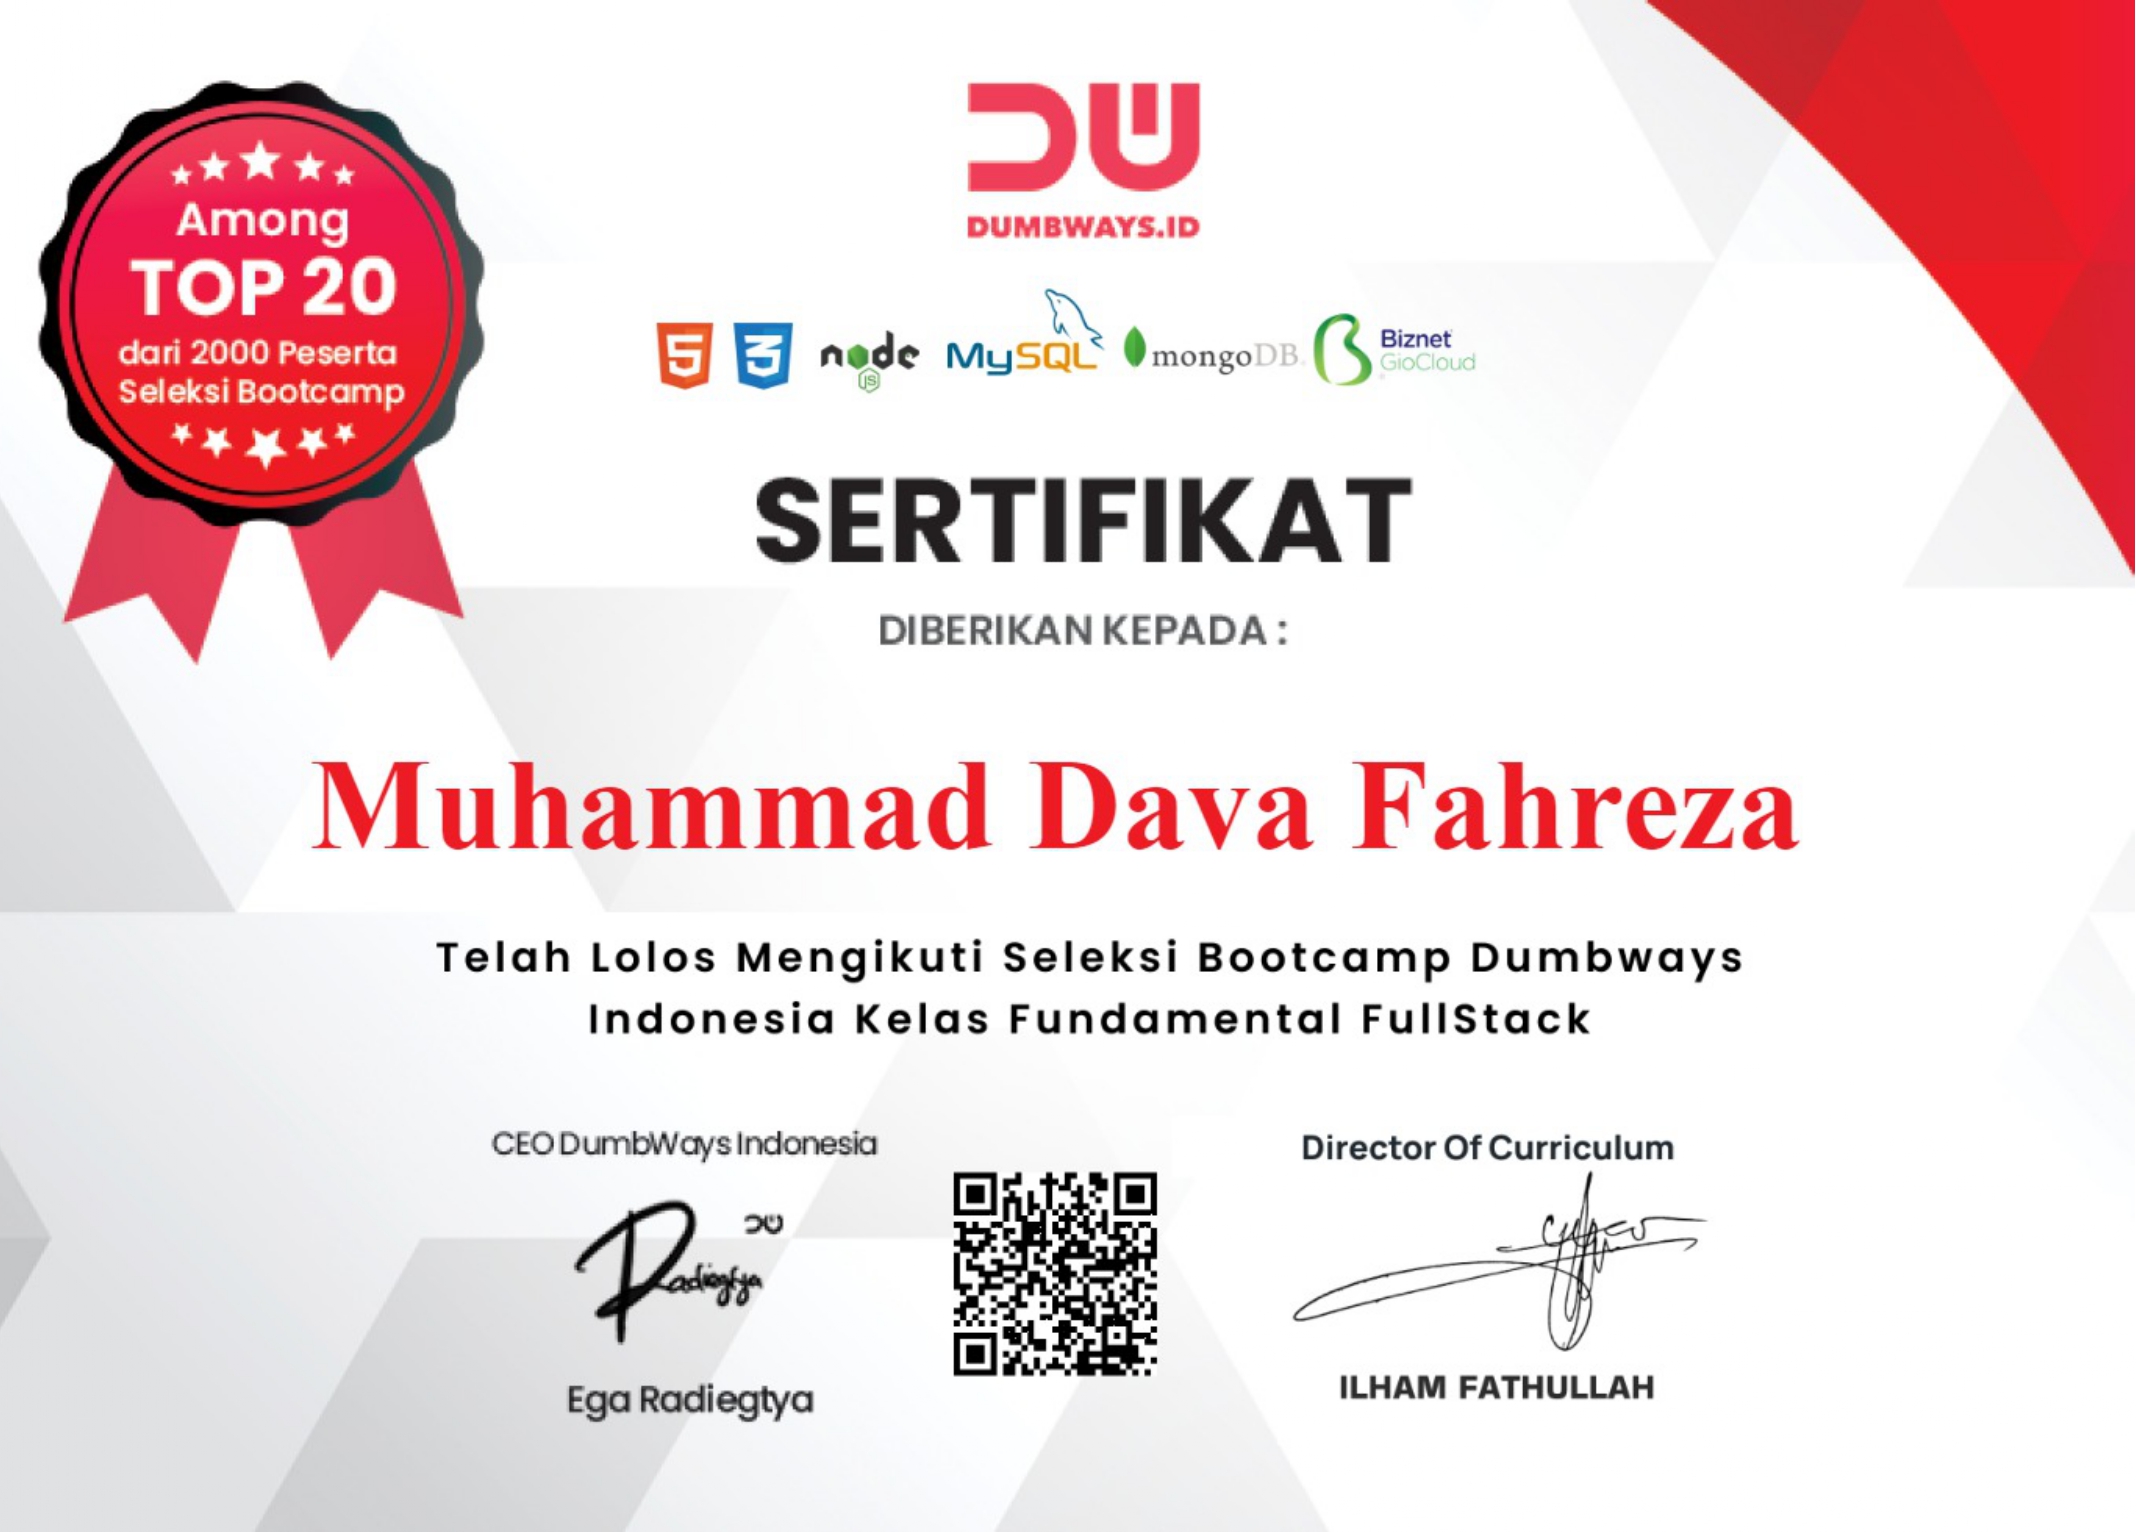 Among
TOP 20
dari 2000 Peserta
Seleksi Bootcamp
DUMBWAYS.ID
node
JS
MySQL
mongoDB.
Biznet
GioCloud
SERTIFIKAT
DIBERIKAN KEPADA :
Muhammad Dava Fahreza
Telah Lolos Mengikuti Seleksi Bootcamp Dumbways
Indonesia Kelas Fundamental FullStack
CEO DumbWays Indonesia
Radiegtya
Ega Radiegtya
Director Of Curriculum
ILHAM FATHULLAH